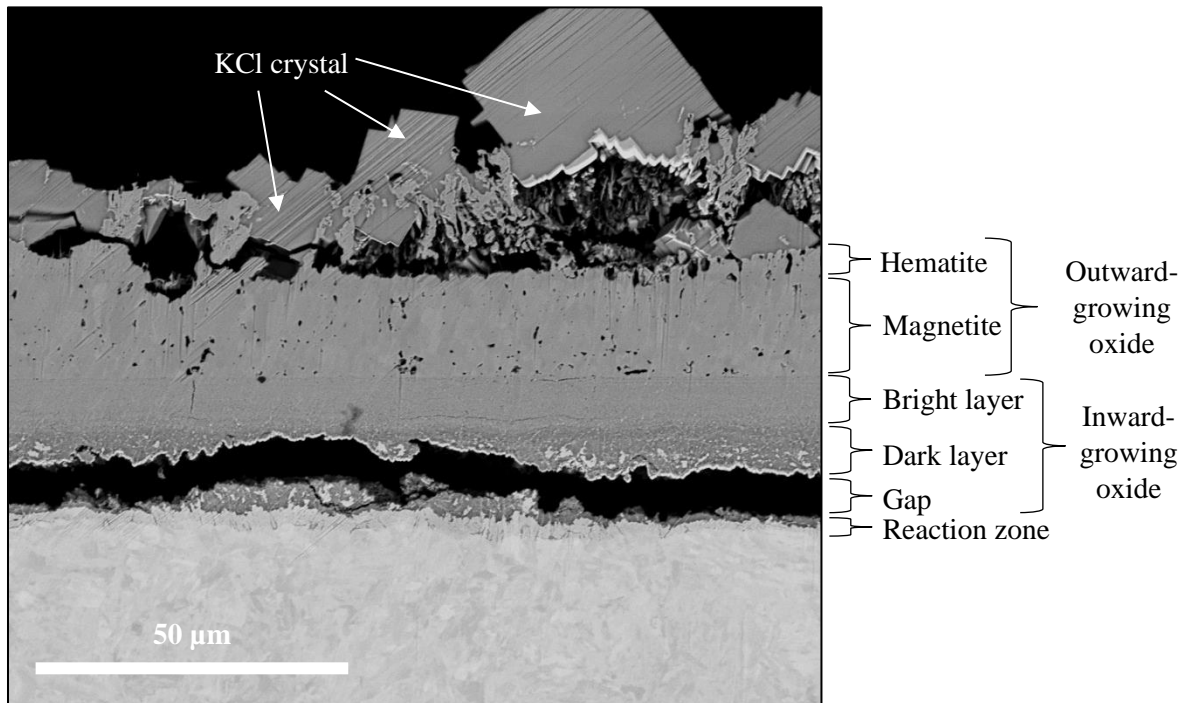 KCl crystal
Hematite
Magnetite
Outward-
growing
oxide
Bright layer
Dark layer
Gap
Inward-
growing
oxide
Reaction zone
50 µm